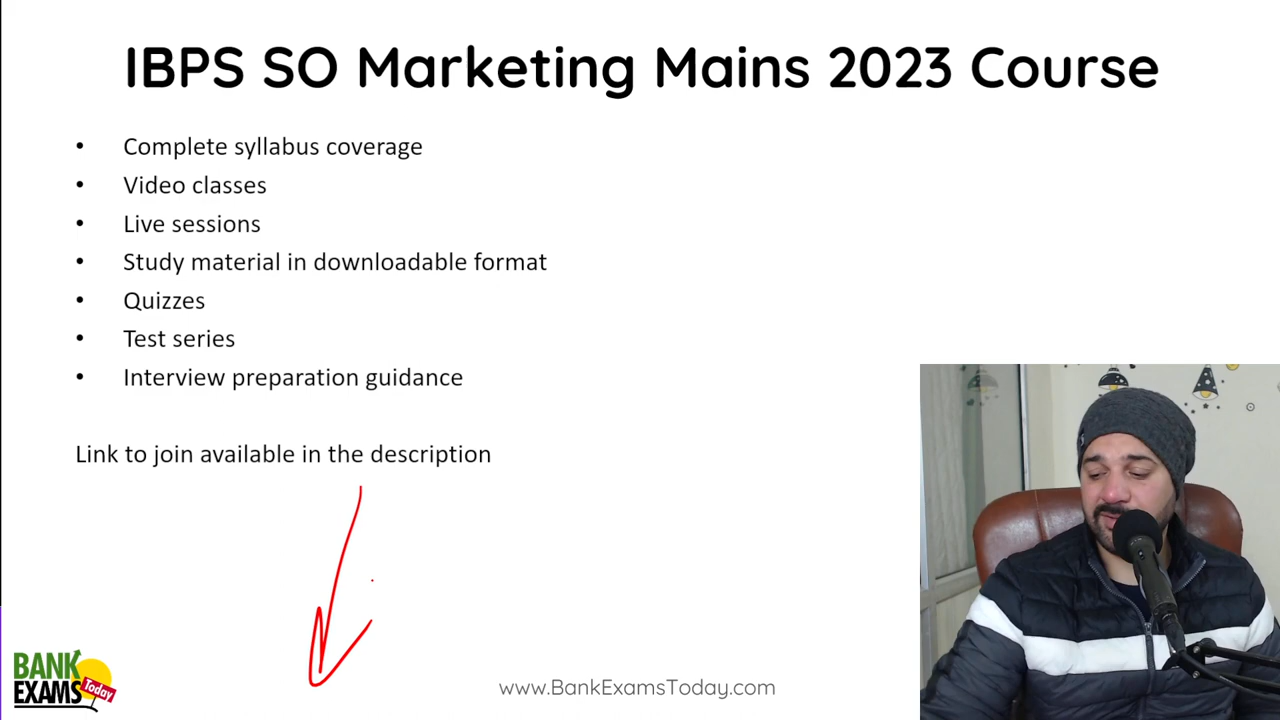 IBPS SO Marketing Mains 2023 Course
• Complete syllabus coverage
• Video classes
• Live sessions
• Study material in downloadable format
• Quizzes
• Test series
• Interview preparation guidance
Link to join available in the description
BANK
EXAMS Today
www.BankExamsToday.com